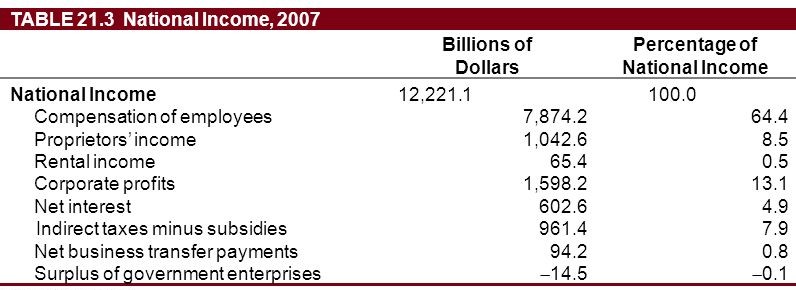 TABLE 21.3 National Income, 2007
Billions of Dollars Percentage of National Income
National Income 12,221.1 100.0
Compensation of employees 7,874.2 64.4
Proprietors’ income 1,042.6 8.5
Rental income 65.4 0.5
Corporate profits 1,598.2 13.1
Net interest 602.6 4.9
Indirect taxes minus subsidies 961.4 7.9
Net business transfer payments 94.2 0.8
Surplus of government enterprises –14.5 –0.1